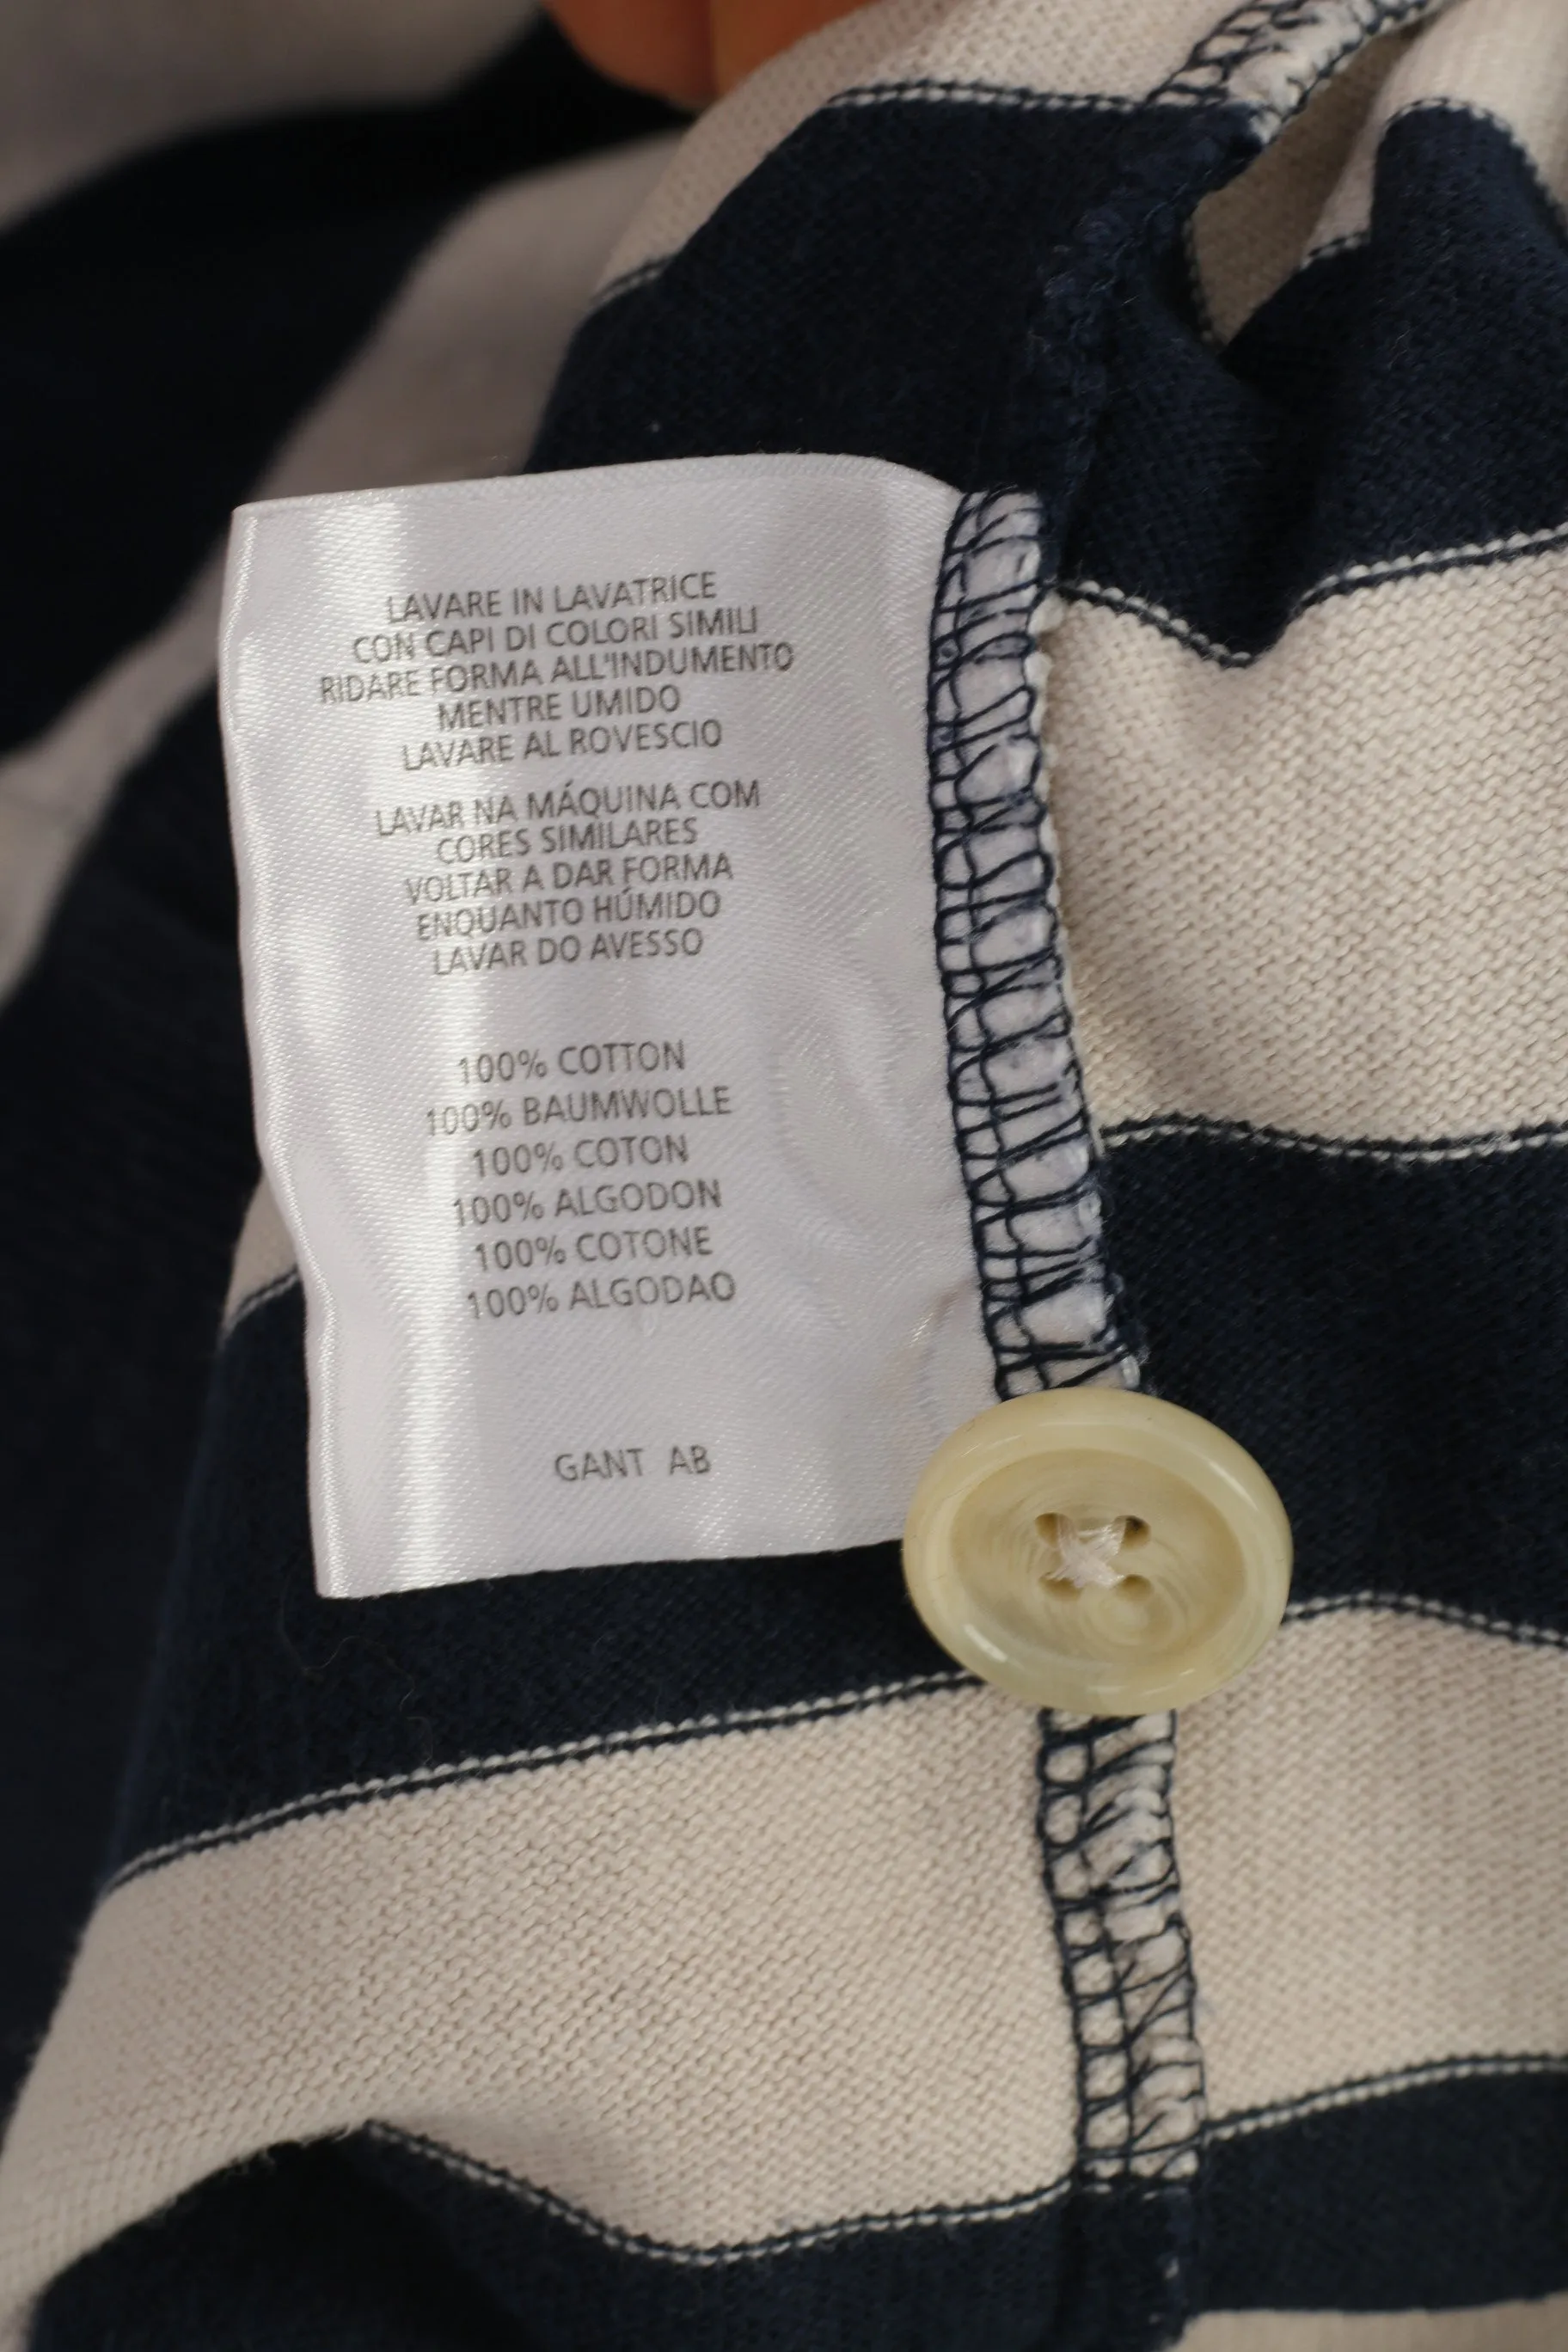 LAVARE IN LAVATRICE
CON CAPI DI COLORI SIMILI
RIDARE FORMA ALL'INDUMENTO
MENTRE UMIDO
LAVARE AL ROVESCIO
LAVAR NA MÁQUINA COM
CORES SIMILARES
VOLTAR A DAR FORMA
ENQUANTO HÚMIDO
LAVAR DO AVESSO
100% COTTON
100% BAUMWOLLE
100% COTON
100% ALGODON
100% COTONE
100% ALGODAO
GANT AB